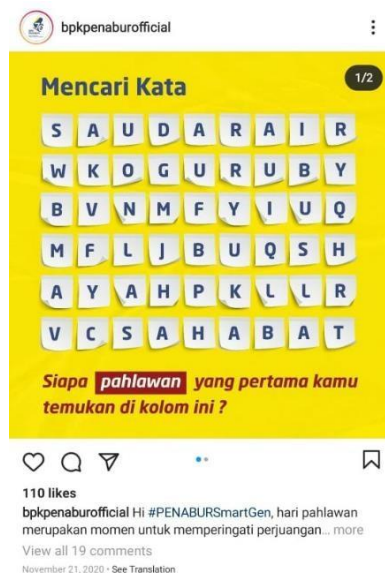 bpkpenaburofficial
1/2
Mencari Kata
S A U D A R A I R
W K O G U R U B Y
B V N M F Y I U Q
M F L J B U Q S H
A Y A H P K L L R
V C S A H A B A T
Siapa pahlawan yang pertama kamu
temukan di kolom ini ?
110 likes
bpkpenaburofficial Hi #PENABURSmartGen, hari pahlawan
merupakan momen untuk memperingati perjuangan... more
View all 19 comments
November 21, 2020 • See Translation